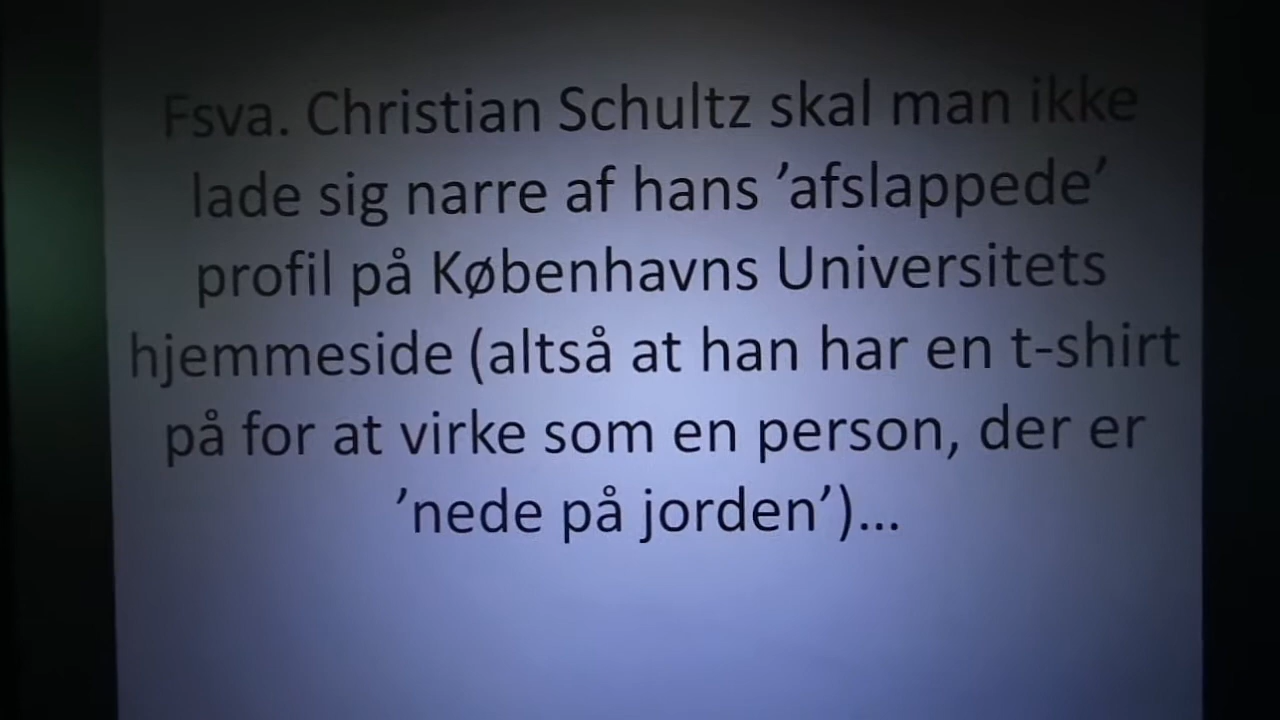 Fsva. Christian Schultz skal man ikke
lade sig narre af hans ’afslappede’
profil på Københavns Universitets
hjemmeside (altså at han har en t-shirt
på for at virke som en person, der er
’nede på jorden’)...